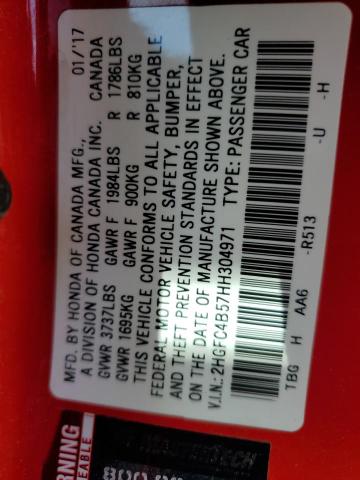 MFD. BY HONDA OF CANADA MFG., 01/'17
A DIVISION OF HONDA CANADA INC. CANADA
GVWR 3737LBS GAWR F 1984LBS R 1786LBS
GVWR 1695KG GAWR F 900KG R 810KG
THIS VEHICLE CONFORMS TO ALL APPLICABLE
FEDERAL MOTOR VEHICLE SAFETY, BUMPER,
AND THEFT PREVENTION STANDARDS IN EFFECT
ON THE DATE OF MANUFACTURE SHOWN ABOVE.
V.I.N.: 2HGFC4B57HH304971 TYPE: PASSENGER CAR
TBG H AA6 -R513 -U -H